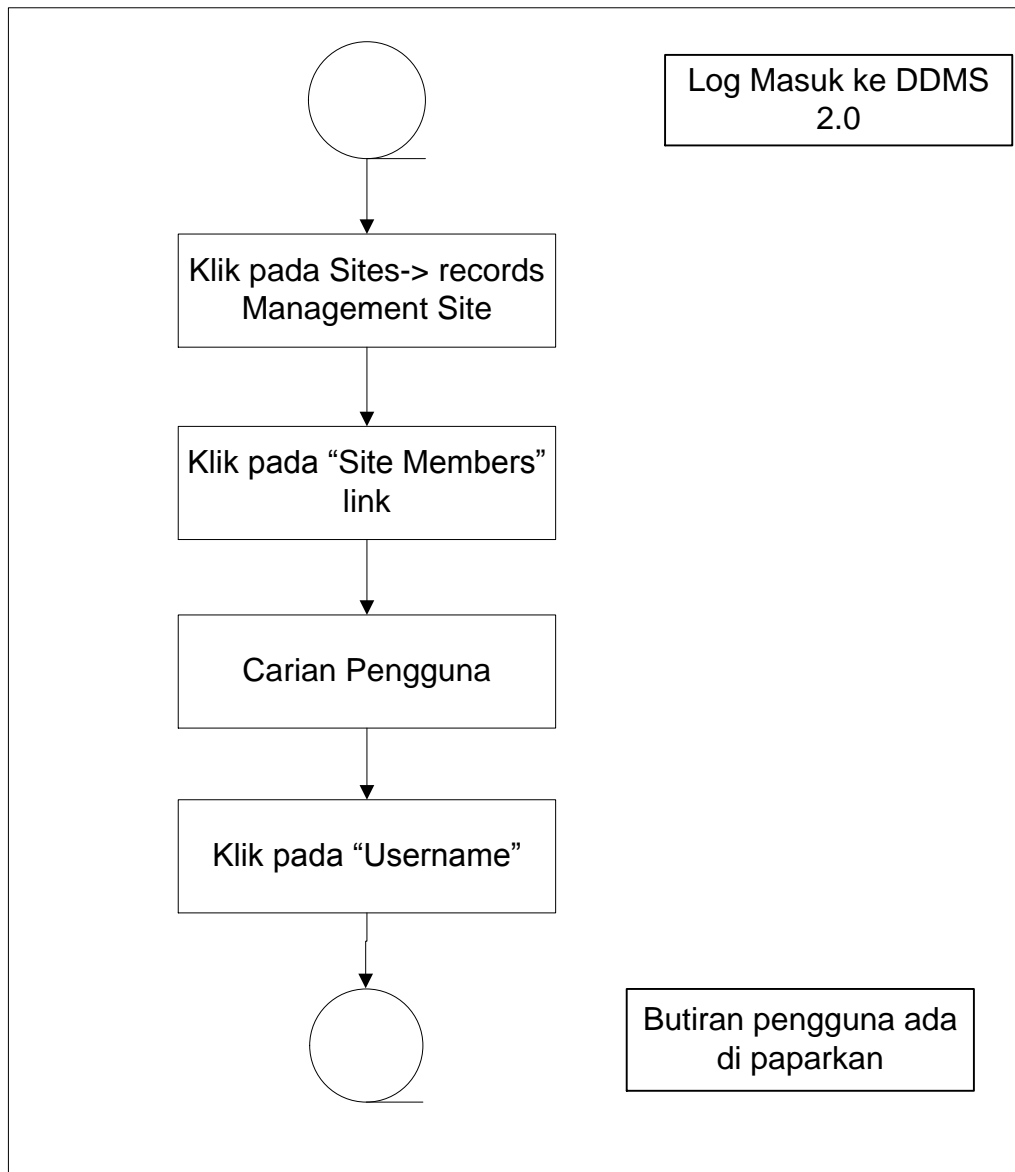 Log Masuk ke DDMS
2.0
Klik pada Sites-> records
Management Site
Klik pada “Site Members”
link
Carian Pengguna
Klik pada “Username”
Butiran pengguna ada
di paparkan